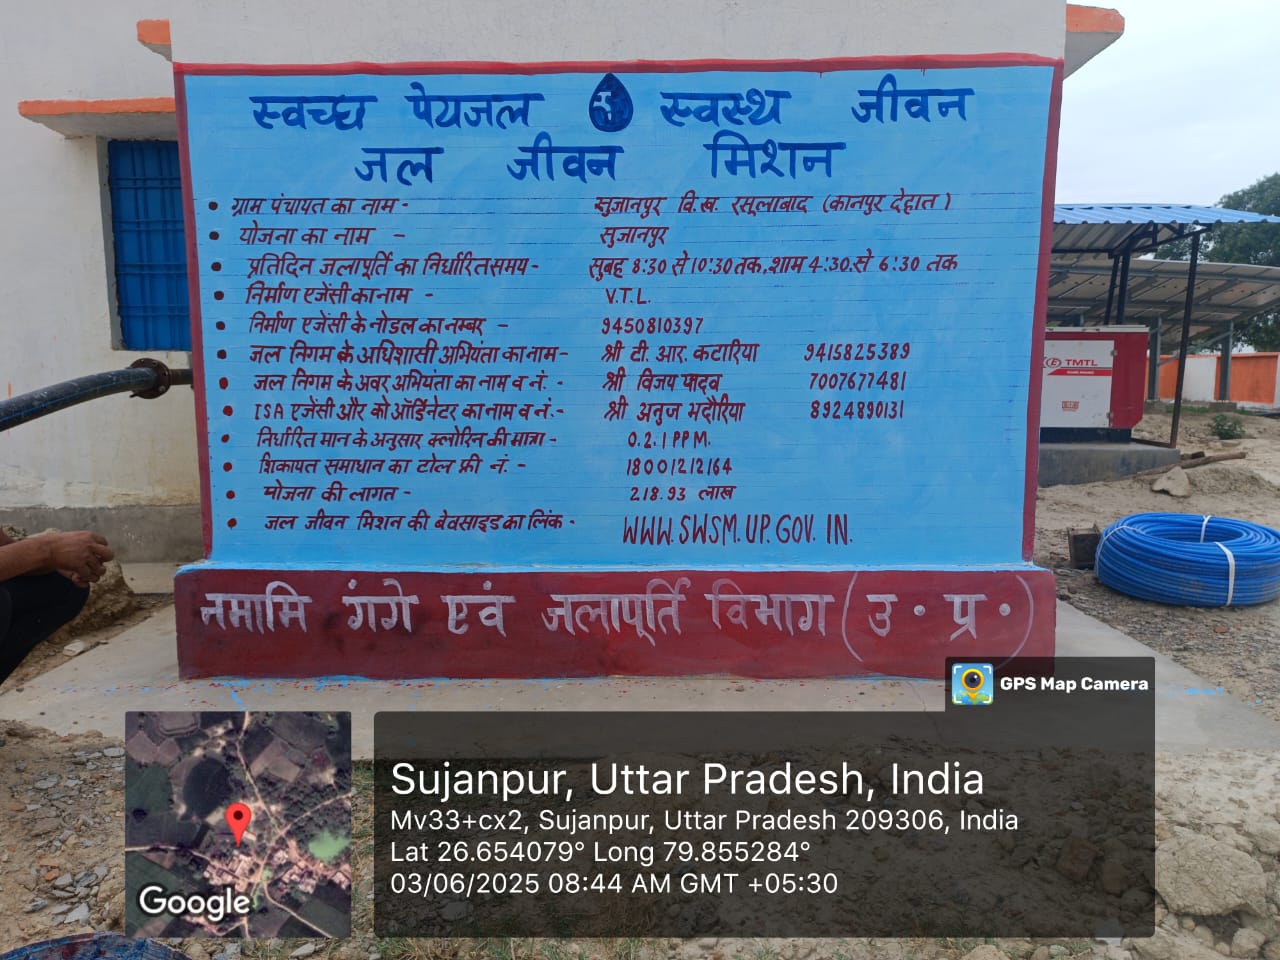 स्वच्छ पेयजल स्वस्थ जीवन
जल जीवन मिशन
• ग्राम पंचायत का नाम - सुजानपुर वि.ख. रसूलाबाद (कानपुर देहात)
• योजना का नाम - सुजानपुर
• प्रतिदिन जलापूर्ति का निर्धारित समय - सुबह 8:30 से 10:30 तक, शाम 4:30 से 6:30 तक
• निर्माण एजेंसी का नाम - V.T.L.
• निर्माण एजेंसी के नोडल का नम्बर - 9450810397
• जल निगम के अधिशासी अभियंता का नाम - श्री टी. आर. कटारिया 9415825389
• जल निगम के अवर अभियंता का नाम व नं. - श्री विजय यादव 7007677481
• ISA एजेंसी और को ऑर्डिनेटर का नाम व नं. - श्री अनुज भदौरिया 8924890131
• निर्धारित मान के अनुसार क्लोरिन की मात्रा - 0.2.1 PPM.
• शिकायत समाधान का टोल फ्री नं. - 18001212164
• योजना की लागत - 218.93 लाख
• जल जीवन मिशन की बेवसाइड का लिंक - WWW.SWSM.UP.GOV.IN.
नमामि गंगे एवं जलापूर्ति विभाग (उ॰ प्र॰)
TMTL
GPS Map Camera
Sujanpur, Uttar Pradesh, India
Mv33+cx2, Sujanpur, Uttar Pradesh 209306, India
Lat 26.654079° Long 79.855284°
03/06/2025 08:44 AM GMT +05:30
Google